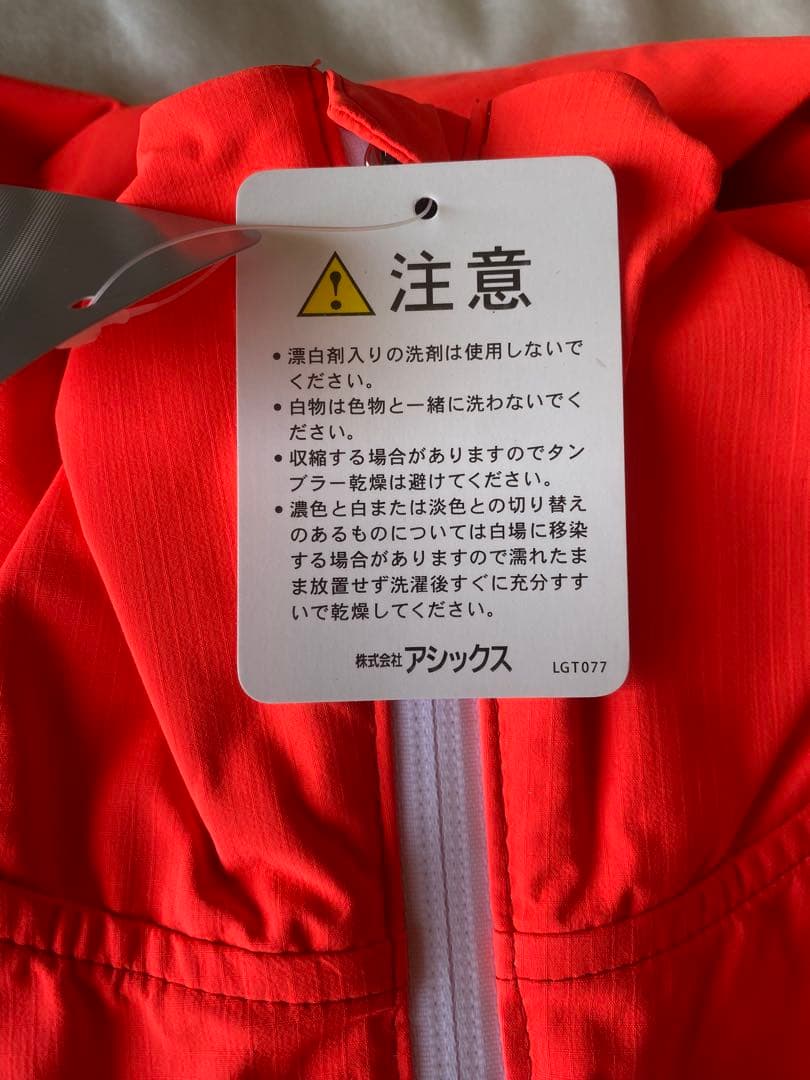 注意
●漂白剤入りの洗剤は使用しないで
ください。
●白物は色物と一緒に洗わないでく
ださい。
●収縮する場合がありますのでタン
ブラー乾燥は避けてください。
●濃色と白または淡色との切り替え
のあるものについては白場に移染
する場合がありますので濡れたま
ま放置せず洗濯後すぐに充分すす
いで乾燥してください。
株式会社アシックス LGT077